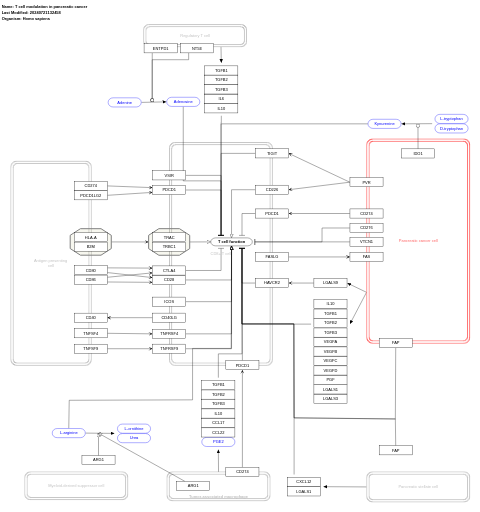 Name: T cell modulation in pancreatic cancer
Last Modified: 20240721132459
Organism: Homo sapiens
Regulatory T cell
ENTPD1
NT5E
TGFB1
TGFB2
TGFB3
IL6
IL10
Adenine
Adenosine
Kynurenine
L-tryptophan
D-tryptophan
IDO1
TIGIT
VSIR
CD274
PDCD1LG2
PDCD1
CD226
PVR
PDCD1
CD274
CD276
HLA-A
B2M
TRAC
TRBC1
T cell function
VTCN1
Pancreatic cancer cell
Antigen presenting cell
FASLG
FAS
CD80
CD86
CTLA4
CD28
HAVCR2
LGALS9
ICOS
IL10
TGFB1
TGFB2
TGFB3
VEGFA
VEGFB
VEGFC
VEGFD
PGF
LGALS1
LGALS3
CD40
CD40LG
TNFSF4
TNFRSF4
TNFSF9
TNFRSF9
FAP
PDCD1
TGFB1
TGFB2
TGFB3
IL10
CCL17
CCL22
PGE2
L-arginine
L-ornithine
Urea
FAP
ARG1
CD274
Myeloid derived suppressor cell
ARG1
Tumor associated macrophage
CXCL12
LGALS1
Pancreatic stellate cell